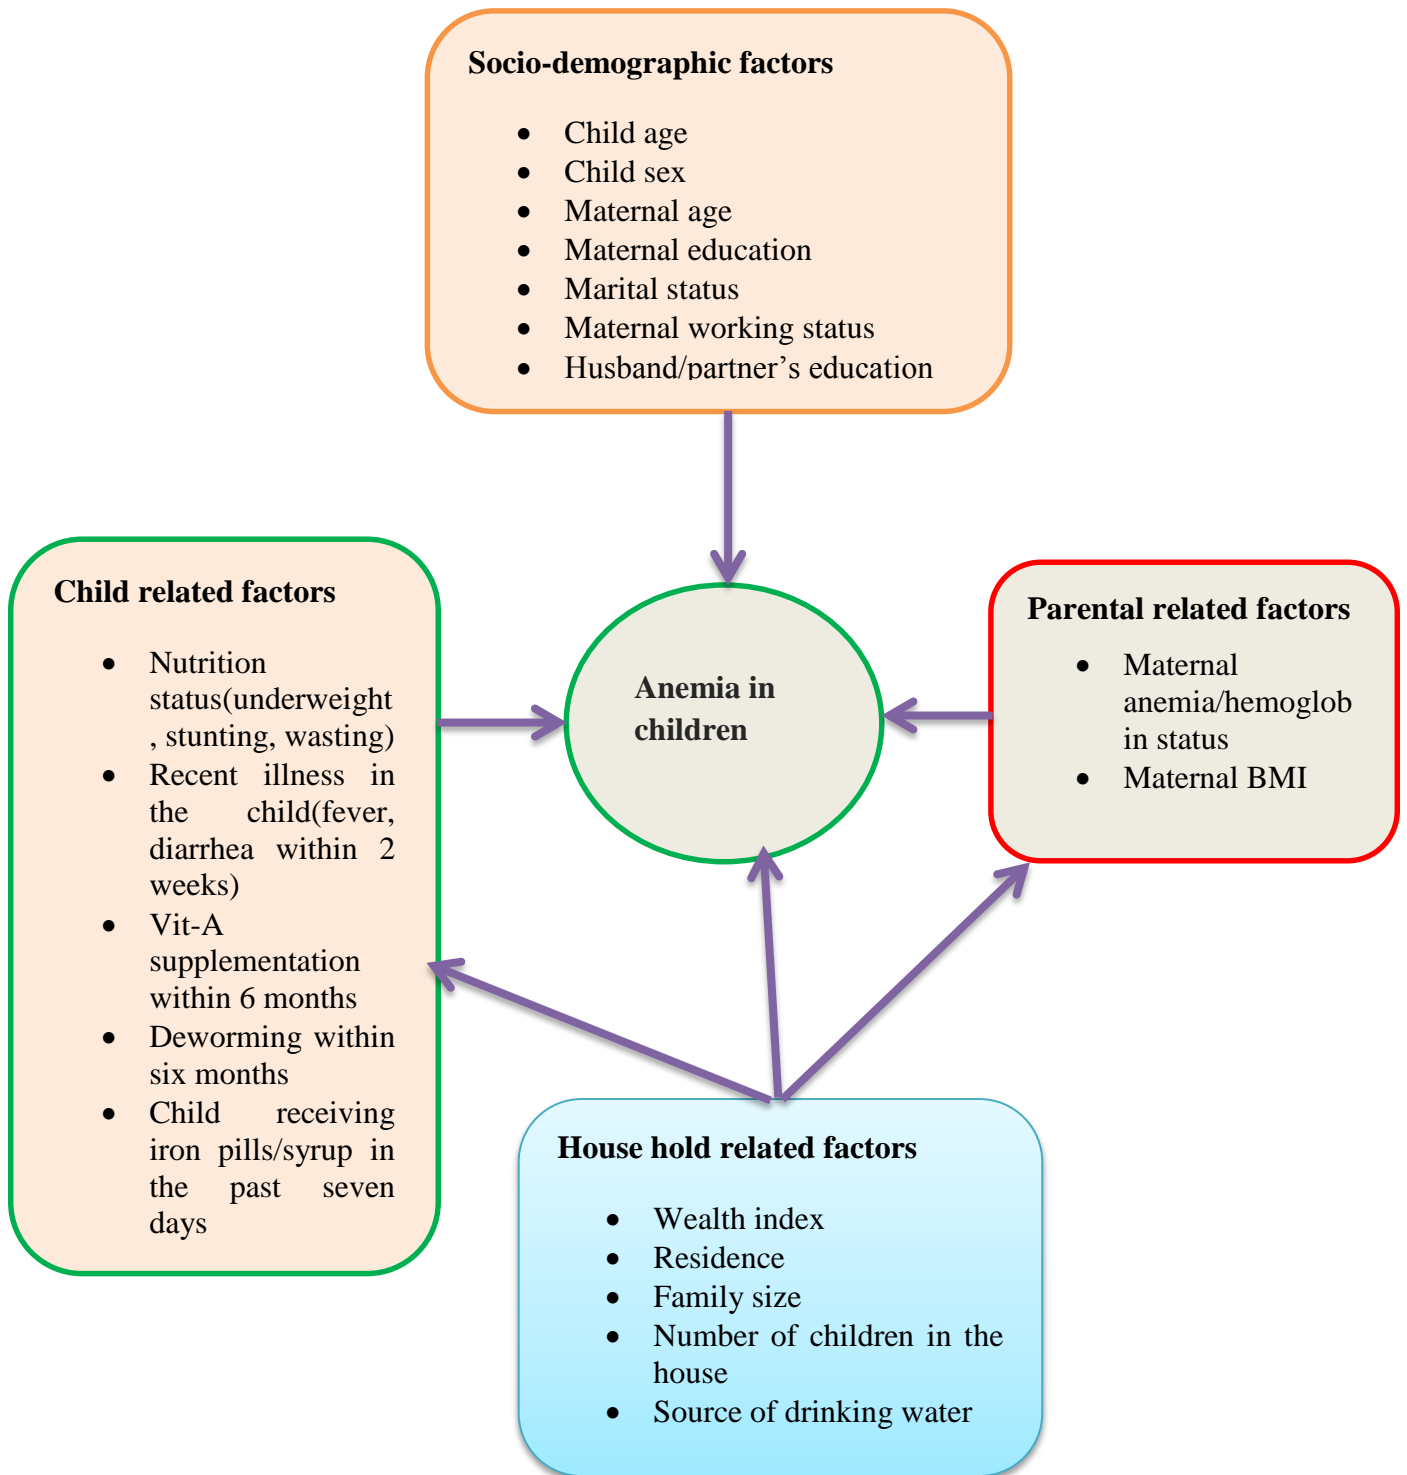 Socio-demographic factors
• Child age
• Child sex
• Maternal age
• Maternal education
• Marital status
• Maternal working status
• Husband/partner’s education
Child related factors
• Nutrition
status(underweight
, stunting, wasting)
• Recent illness in
the child(fever,
diarrhea within 2
weeks)
• Vit-A
supplementation
within 6 months
• Deworming within
six months
• Child receiving
iron pills/syrup in
the past seven
days
Anemia in
children
Parental related factors
• Maternal
anemia/hemoglob
in status
• Maternal BMI
House hold related factors
• Wealth index
• Residence
• Family size
• Number of children in the
house
• Source of drinking water